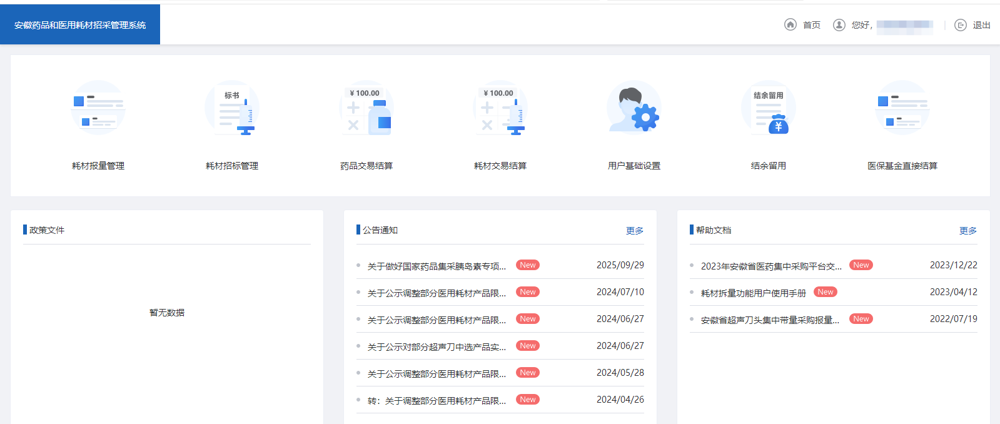 安徽药品和医用耗材招采管理系统
首页 您好, 退出
标书 ¥ 100.00 ¥ 100.00 结余留用
耗材报量管理 耗材招标管理 药品交易结算 耗材交易结算 用户基础设置 结余留用 医保基金直接结算
政策文件
暂无数据
公告通知 更多
关于做好国家药品集采胰岛素专项... New 2025/09/29
关于公示调整部分医用耗材产品限... New 2024/07/10
关于公示调整部分医用耗材产品限... New 2024/06/27
关于公示对部分超声刀中选产品实... New 2024/06/27
关于公示调整部分医用耗材产品限... New 2024/05/28
转：关于调整部分医用耗材产品限... New 2024/04/26
帮助文档 更多
2023年安徽省医药集中采购平台交... New 2023/12/22
耗材拆量功能用户使用手册 New 2023/04/12
安徽省超声刀头集中带量采购报量... New 2022/07/19